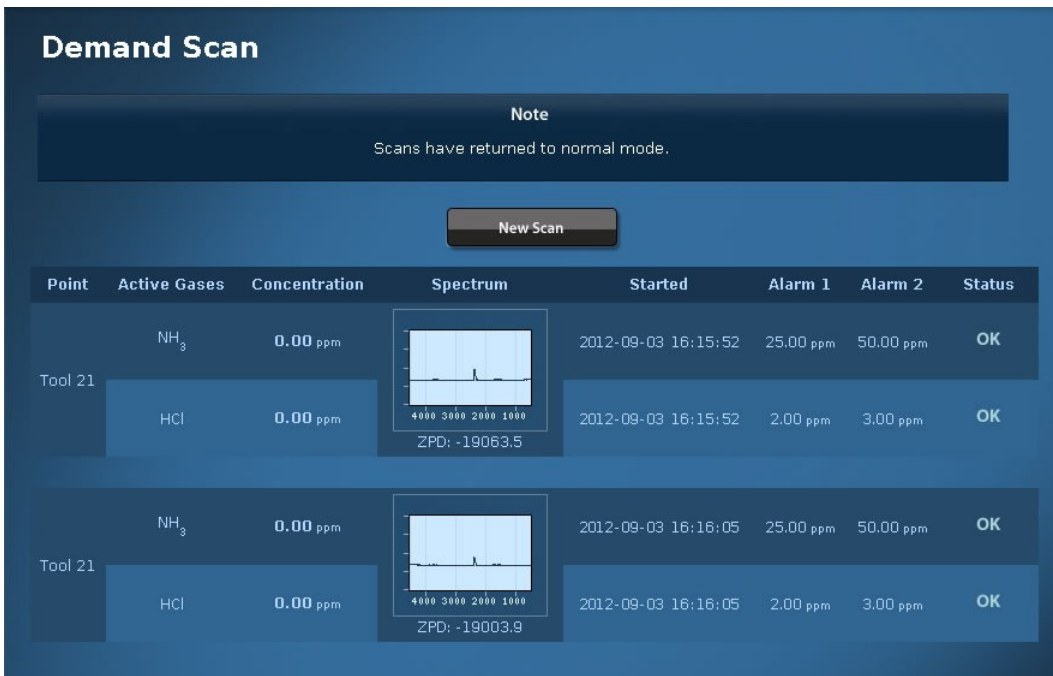 Demand Scan
Note
Scans have returned to normal mode.
New Scan
Point Active Gases Concentration Spectrum Started Alarm 1 Alarm 2 Status
Tool 21
NH₃ 0.00 ppm 2012-09-03 16:15:52 25.00 ppm 50.00 ppm OK
HCl 0.00 ppm 2012-09-03 16:15:52 2.00 ppm 3.00 ppm OK
4000 3000 2000 1000
ZPD: -19063.5
Tool 21
NH₃ 0.00 ppm 2012-09-03 16:16:05 25.00 ppm 50.00 ppm OK
HCl 0.00 ppm 2012-09-03 16:16:05 2.00 ppm 3.00 ppm OK
4000 3000 2000 1000
ZPD: -19003.9